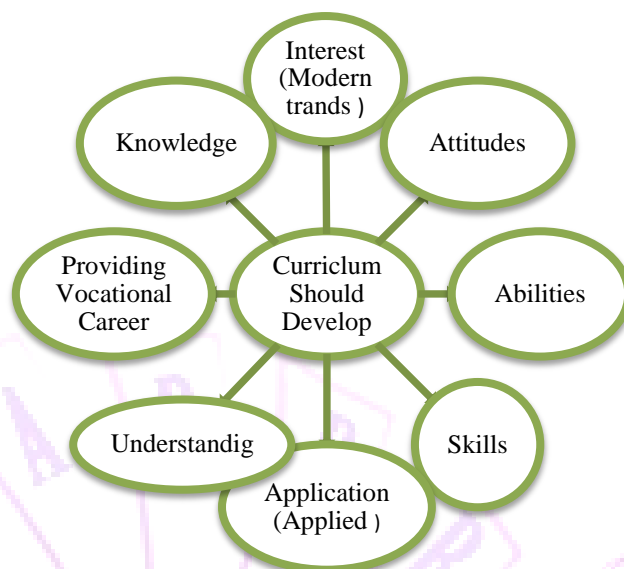 Interest
(Modern
trands )
Knowledge
Attitudes
Providing
Vocational
Career
Curriclum
Should
Develop
Abilities
Understandig
Skills
Application
(Applied )